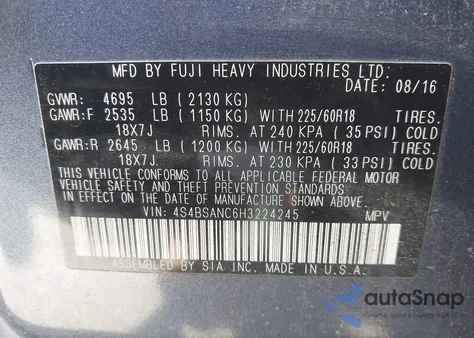 MFD BY FUJI HEAVY INDUSTRIES LTD.
DATE 08/16
GVWR: 4695 LB (2130 KG)
GAWR:F 2535 LB (1150 KG) WITH 225/60R18 TIRES.
18X7J RIMS. AT 240 KPA (35 PSI) COLD
GAWR:R 2645 LB (1200 KG) WITH 225/60R18 TIRES.
18X7J RIMS. AT 230 KPA (33 PSI) COLD
THIS VEHICLE CONFORMS TO ALL APPLICABLE FEDERAL MOTOR
VEHICLE SAFETY AND THEFT PREVENTION STANDARDS IN
EFFECT ON THE DATE OF MANUFACTURE SHOWN ABOVE.
VIN: 4S4BSANC6H3224245 MPV
ASSEMBLED BY SIA INC. MADE IN U.S.A.
autoSnap